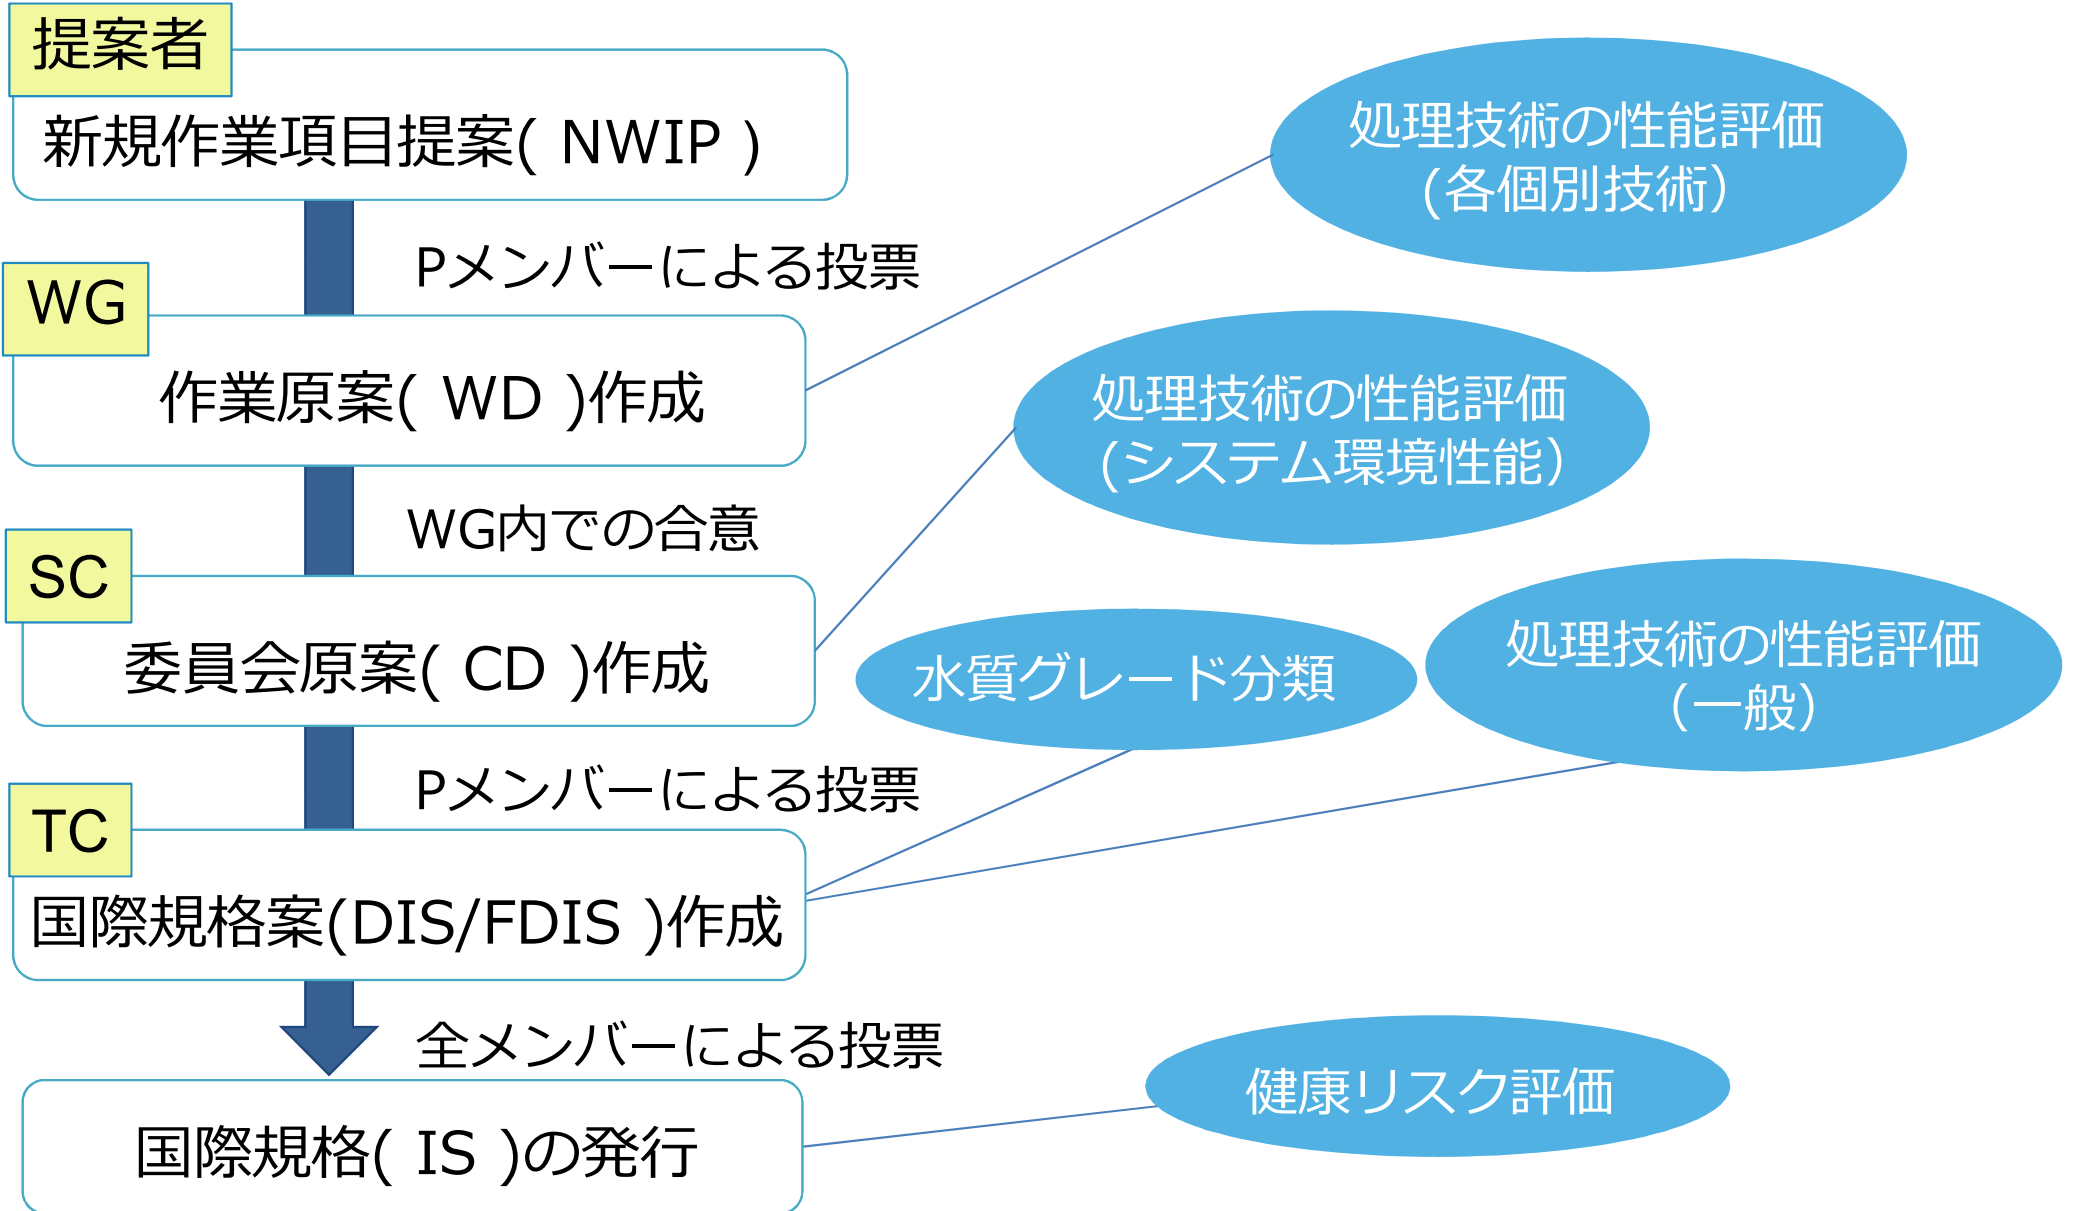 提案者
新規作業項目提案( NWIP )
Pメンバーによる投票
WG
作業原案( WD )作成
WG内での合意
SC
委員会原案( CD )作成
Pメンバーによる投票
TC
国際規格案(DIS/FDIS )作成
全メンバーによる投票
国際規格( IS )の発行
処理技術の性能評価
(各個別技術）
処理技術の性能評価
(システム環境性能）
水質グレード分類
処理技術の性能評価
（一般）
健康リスク評価